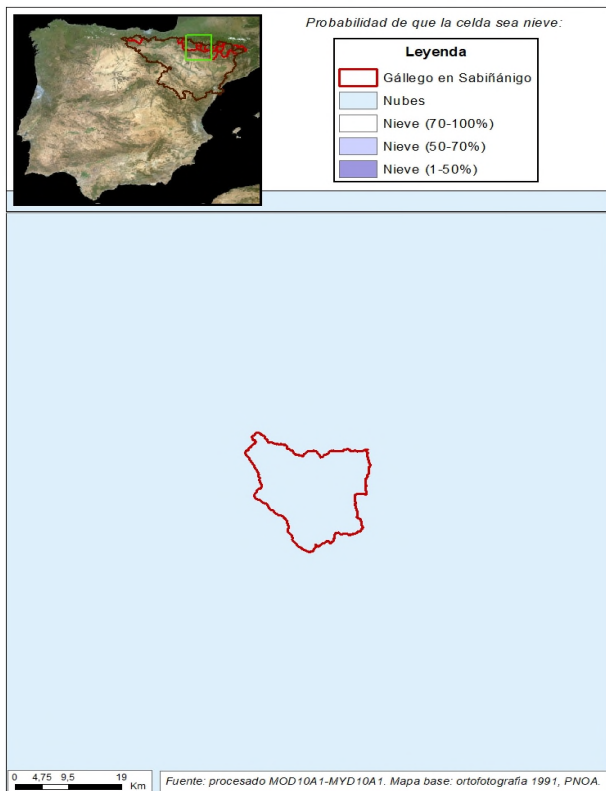 Probabilidad de que la celda sea nieve:
Leyenda
Gállego en Sabiñánigo
Nubes
Nieve (70-100%)
Nieve (50-70%)
Nieve (1-50%)
0 4,75 9,5 19
Km
Fuente: procesado MOD10A1-MYD10A1. Mapa base: ortofotografia 1991, PNOA.